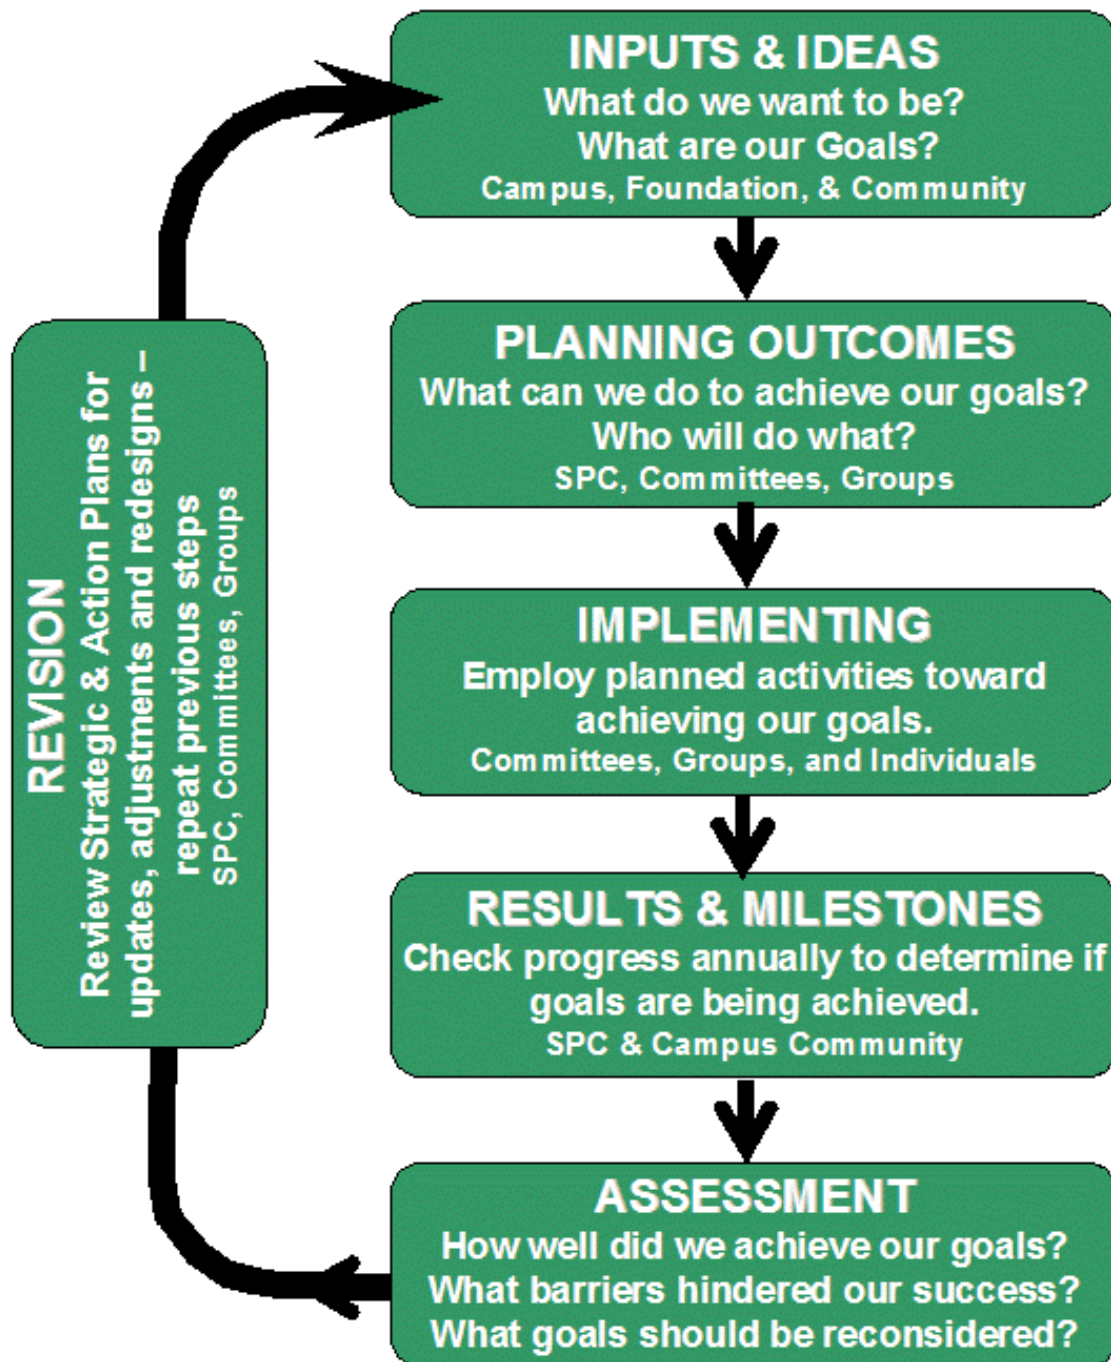 INPUTS & IDEAS
What do we want to be?
What are our Goals?
Campus, Foundation, & Community
PLANNING OUTCOMES
What can we do to achieve our goals?
Who will do what?
SPC, Committees, Groups
IMPLEMENTING
Employ planned activities toward
achieving our goals.
Committees, Groups, and Individuals
RESULTS & MILESTONES
Check progress annually to determine if
goals are being achieved.
SPC & Campus Community
ASSESSMENT
How well did we achieve our goals?
What barriers hindered our success?
What goals should be reconsidered?
REVISION
Review Strategic & Action Plans for
updates, adjustments and redesigns –
repeat previous steps
SPC, Committees, Groups